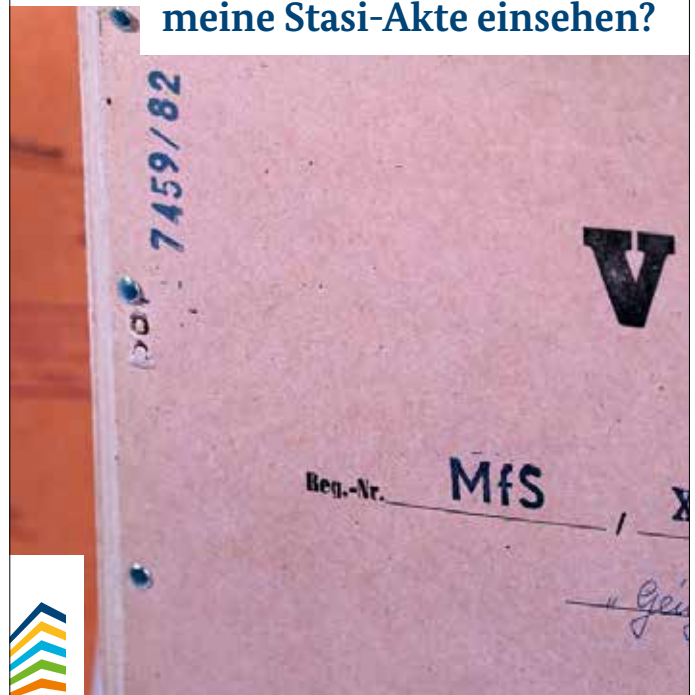 meine Stasi-Akte einsehen?
7459/82
V
Reg.-Nr. MfS / X